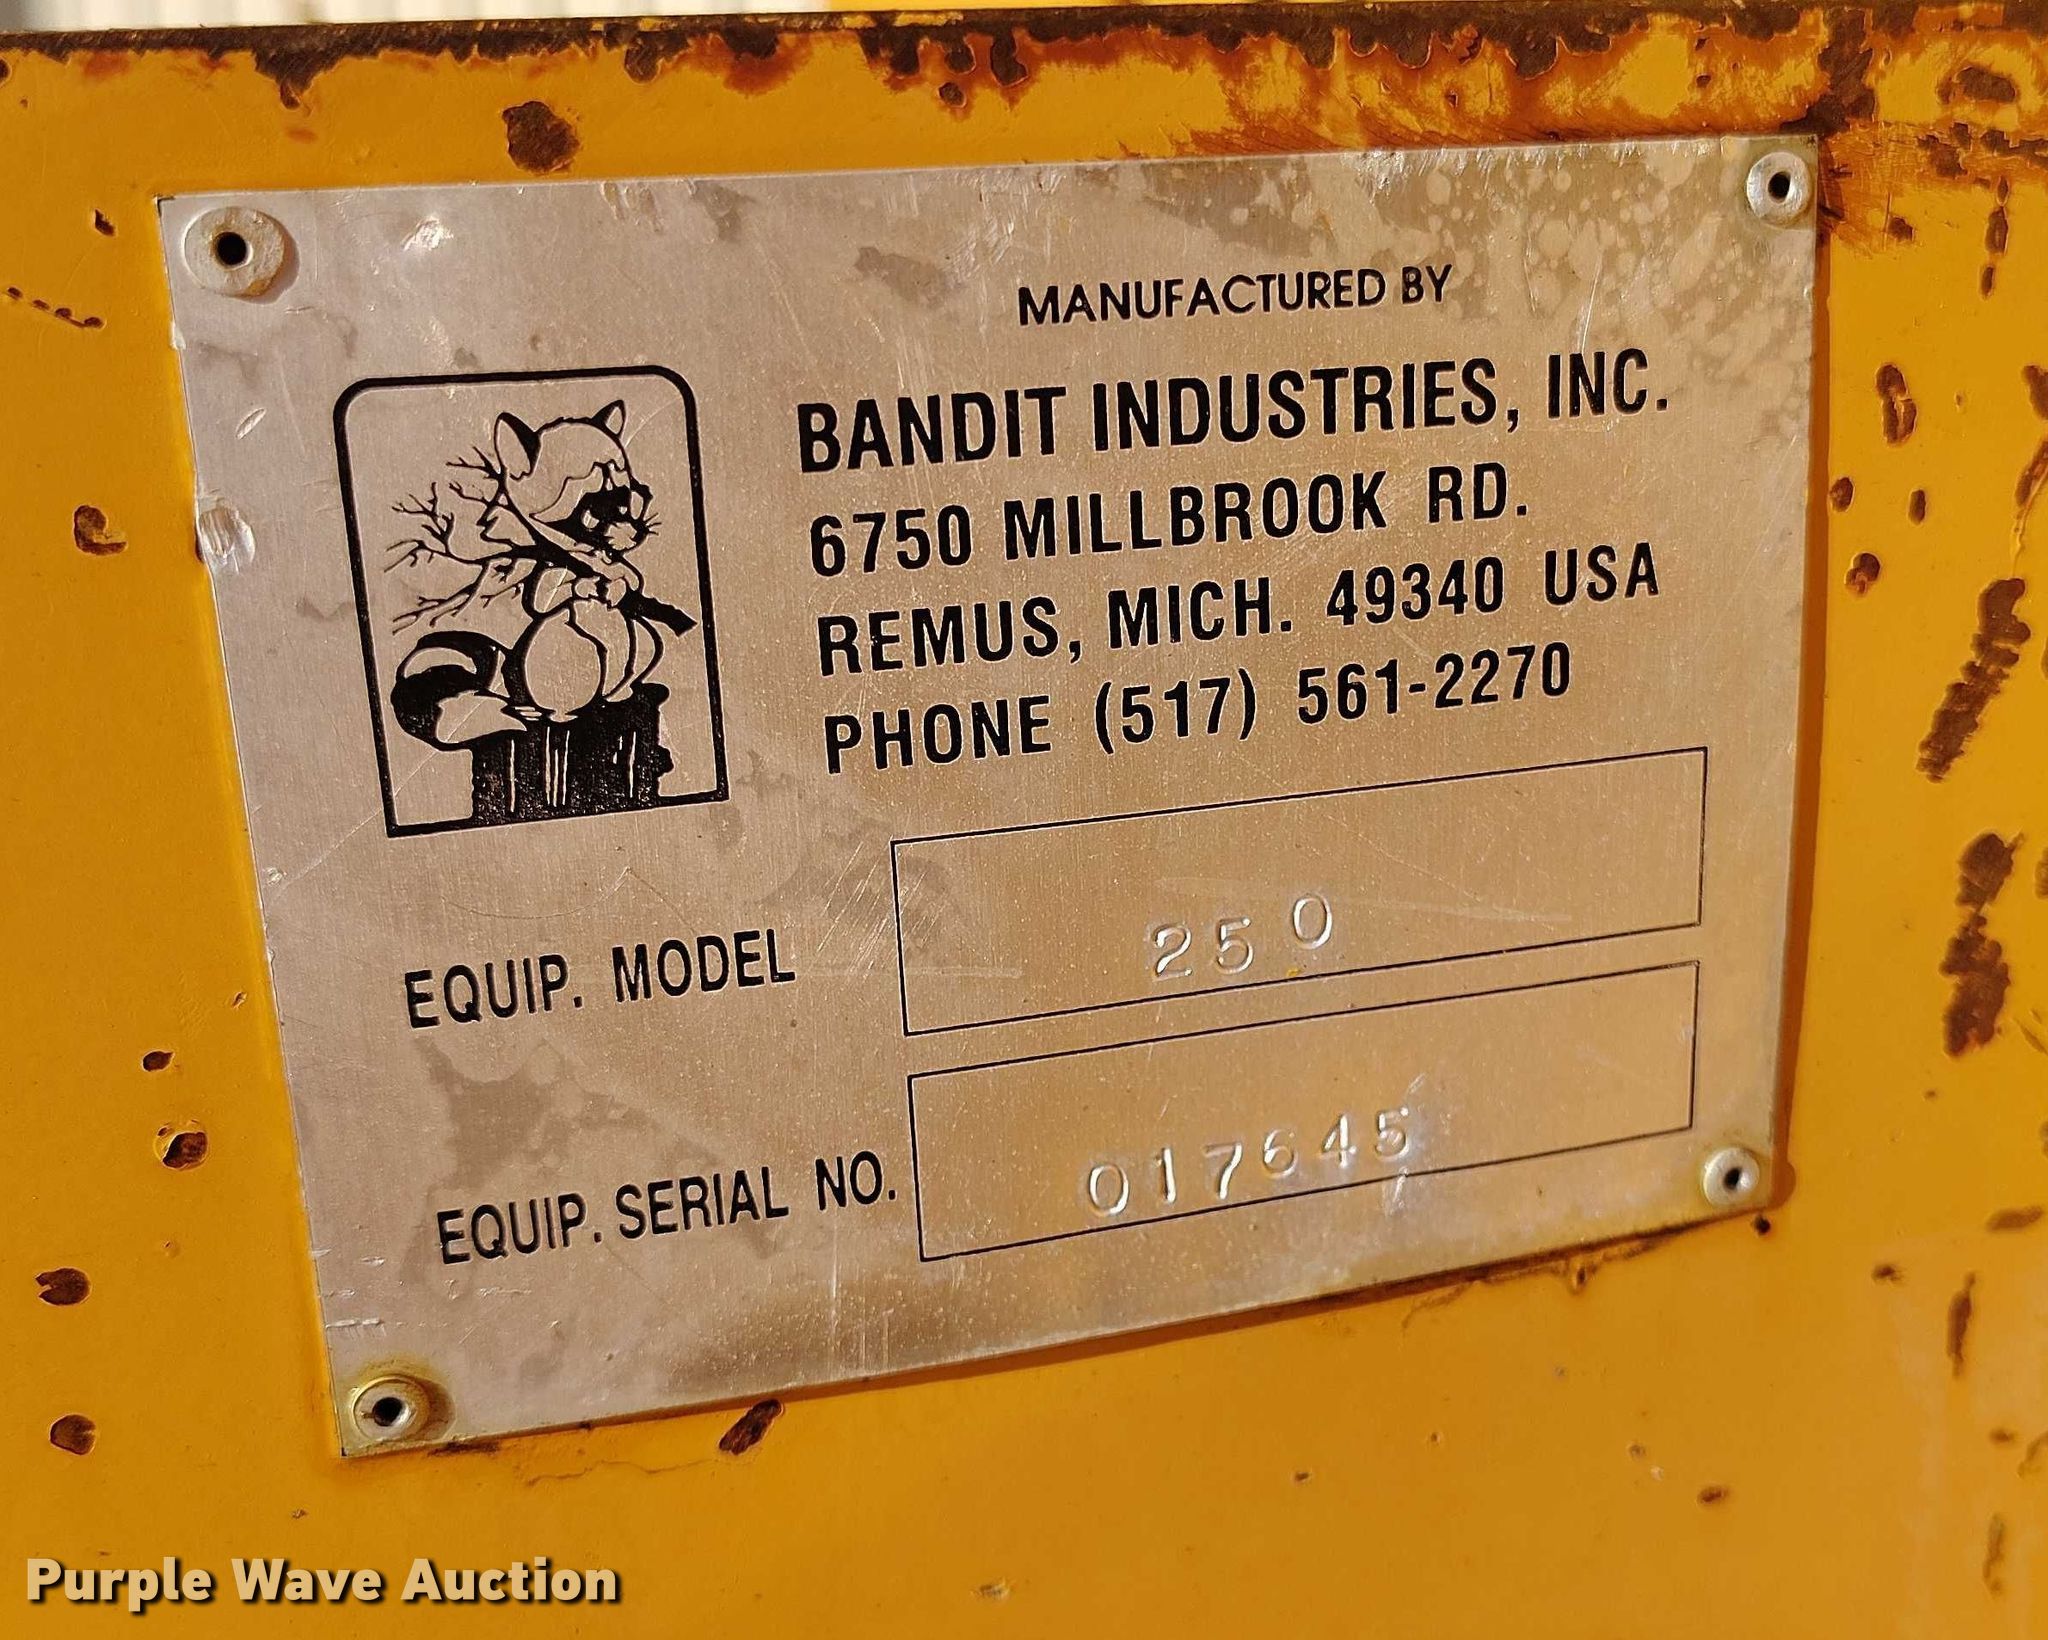 MANUFACTURED BY
BANDIT INDUSTRIES, INC.
6750 MILLBROOK RD.
REMUS, MICH. 49340 USA
PHONE (517) 561-2270
EQUIP. MODEL 250
EQUIP. SERIAL NO. 017645
Purple Wave Auction